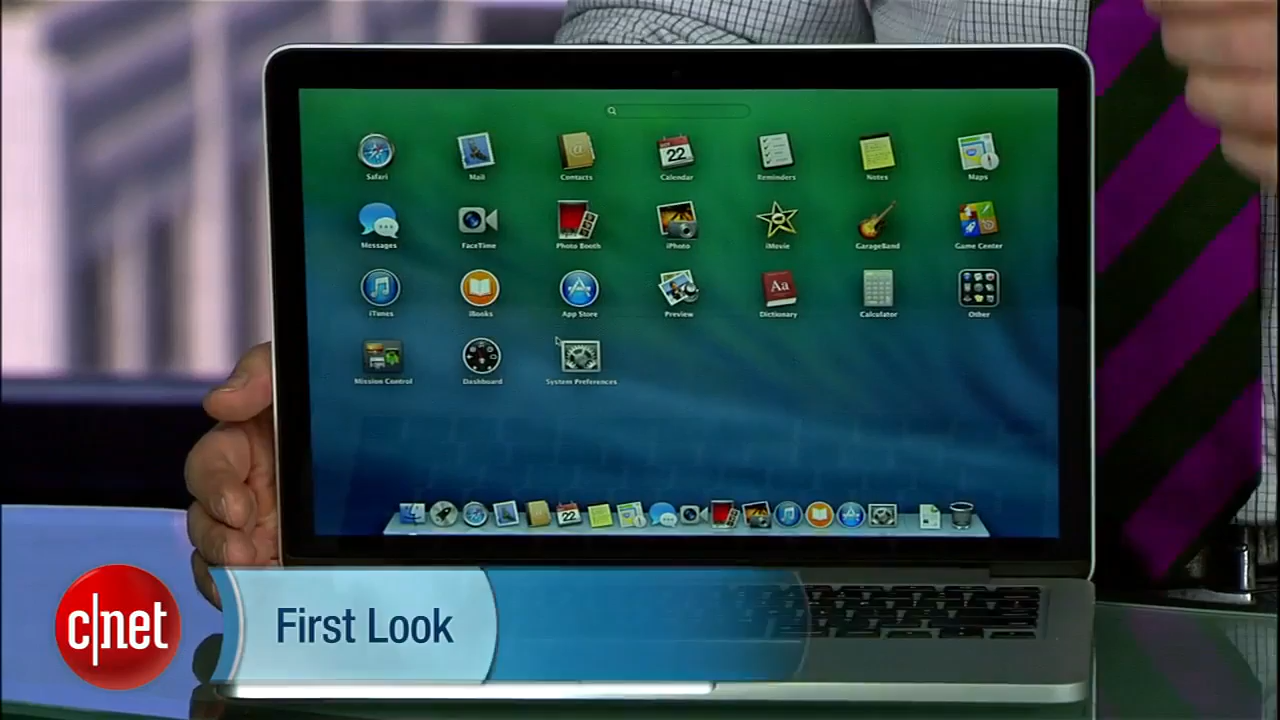 Safari
Mail
Contacts
22
Calendar
Reminders
Notes
Maps
Messages
FaceTime
Photo Booth
iPhoto
iMovie
GarageBand
Game Center
iTunes
iBooks
App Store
Preview
Aa
Dictionary
Calculator
Other
Mission Control
Dashboard
System Preferences
22
c|net
First Look